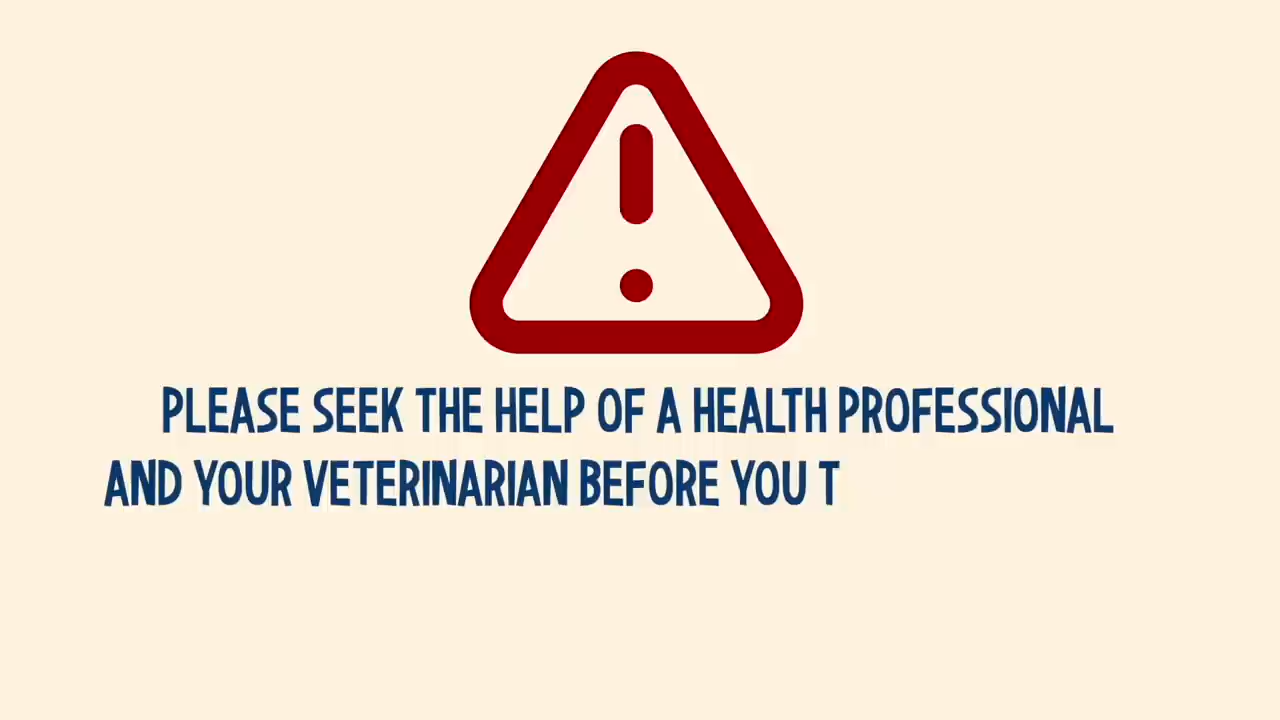 PLEASE SEEK THE HELP OF A HEALTH PROFESSIONAL
AND YOUR VETERINARIAN BEFORE YOU T